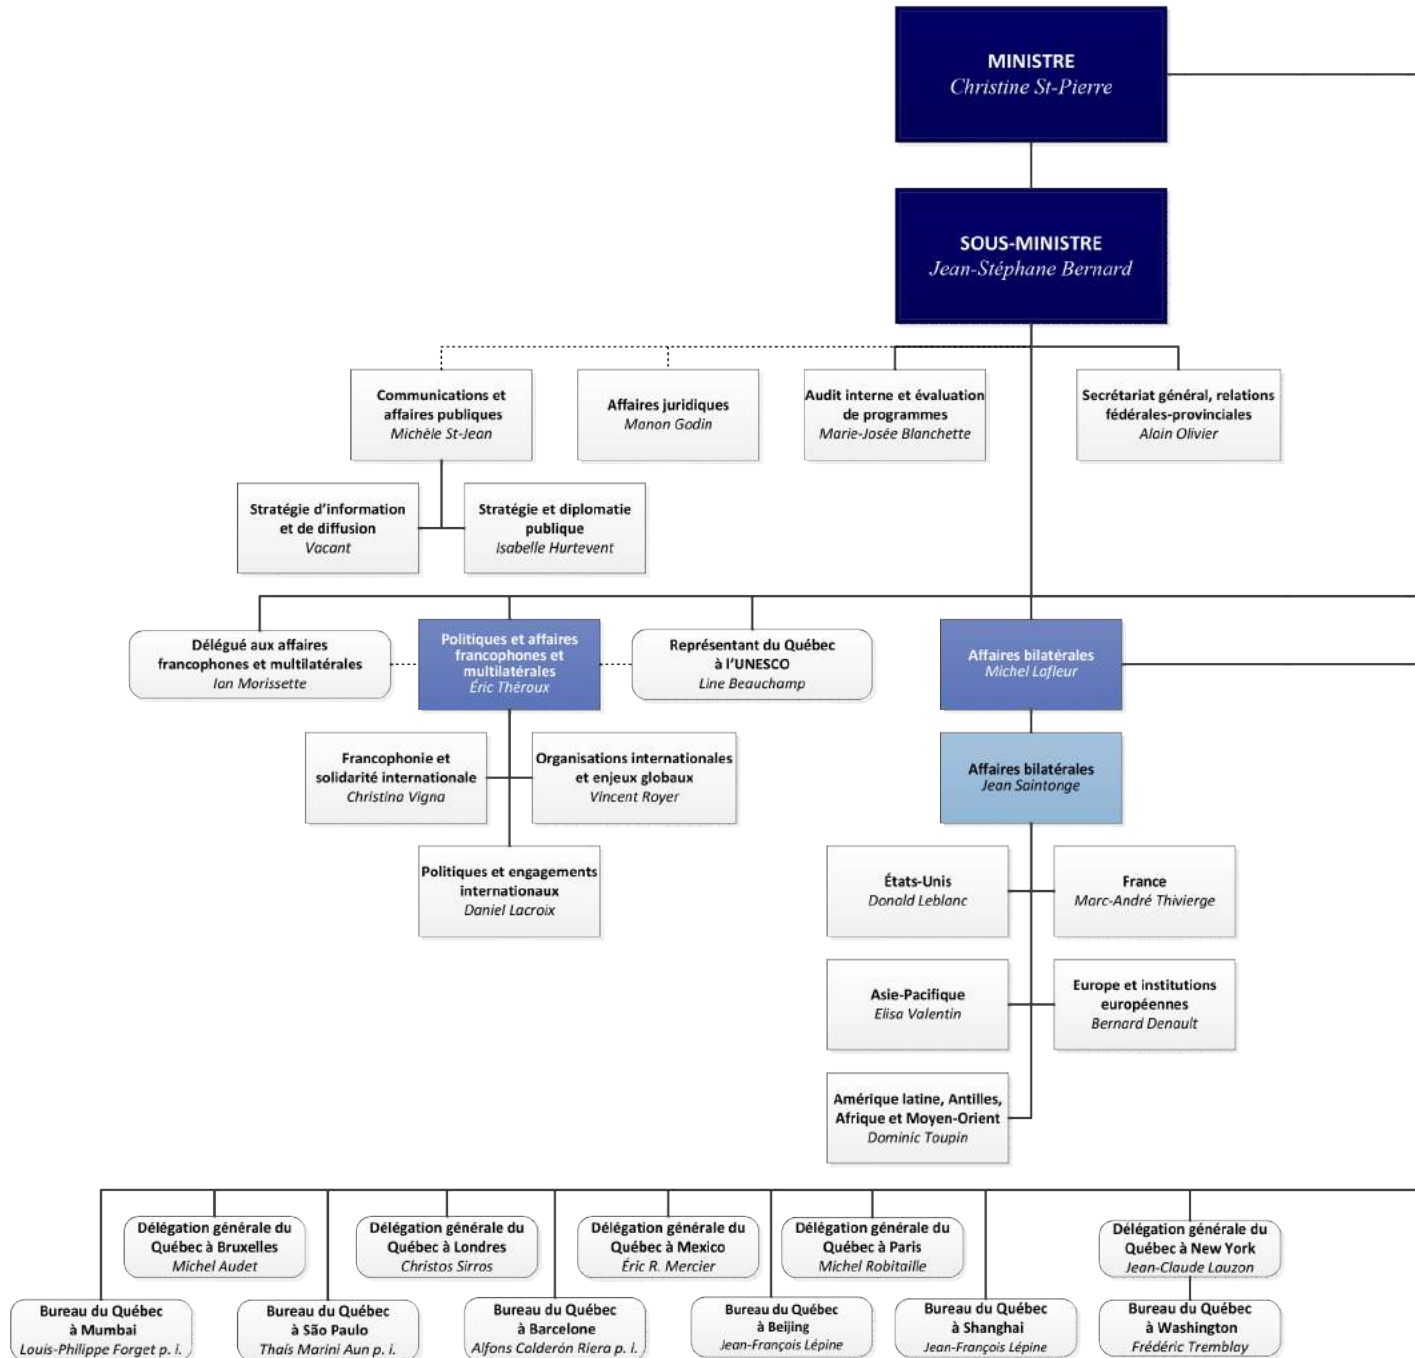 MINISTRE
Christine St-Pierre
SOUS-MINISTRE
Jean-Stéphane Bernard
Communications et
affaires publiques
Michèle St-Jean
Affaires juridiques
Manon Godin
Audit interne et évaluation
de programmes
Marie-Josée Blanchette
Secrétariat général, relations
fédérales-provinciales
Alain Olivier
Stratégie d'information
et de diffusion
Vacant
Stratégie et diplomatie
publique
Isabelle Hurtevent
Délégué aux affaires
francophones et multilatérales
Ian Morissette
Politiques et affaires
francophones et
multilatérales
Éric Théroux
Représentant du Québec
à l'UNESCO
Line Beauchamp
Affaires bilatérales
Michel Lafleur
Francophonie et
solidarité internationale
Christina Vigna
Organisations internationales
et enjeux globaux
Vincent Royer
Affaires bilatérales
Jean Saintonge
Politiques et engagements
internationaux
Daniel Lacroix
États-Unis
Donald Leblanc
France
Marc-André Thivierge
Asie-Pacifique
Elisa Valentin
Europe et institutions
européennes
Bernard Denault
Amérique latine, Antilles,
Afrique et Moyen-Orient
Dominic Toupin
Délégation générale du
Québec à Bruxelles
Michel Audet
Délégation générale du
Québec à Londres
Christos Sirros
Délégation générale du
Québec à Mexico
Éric R. Mercier
Délégation générale du
Québec à Paris
Michel Robitaille
Délégation générale du
Québec à New York
Jean-Claude Lauzon
Bureau du Québec
à Mumbai
Louis-Philippe Forget p. i.
Bureau du Québec
à São Paulo
Thaís Marini Aun p. i.
Bureau du Québec
à Barcelone
Alfons Calderón Riera p. i.
Bureau du Québec
à Beijing
Jean-François Lépine
Bureau du Québec
à Shanghai
Jean-François Lépine
Bureau du Québec
à Washington
Frédéric Tremblay